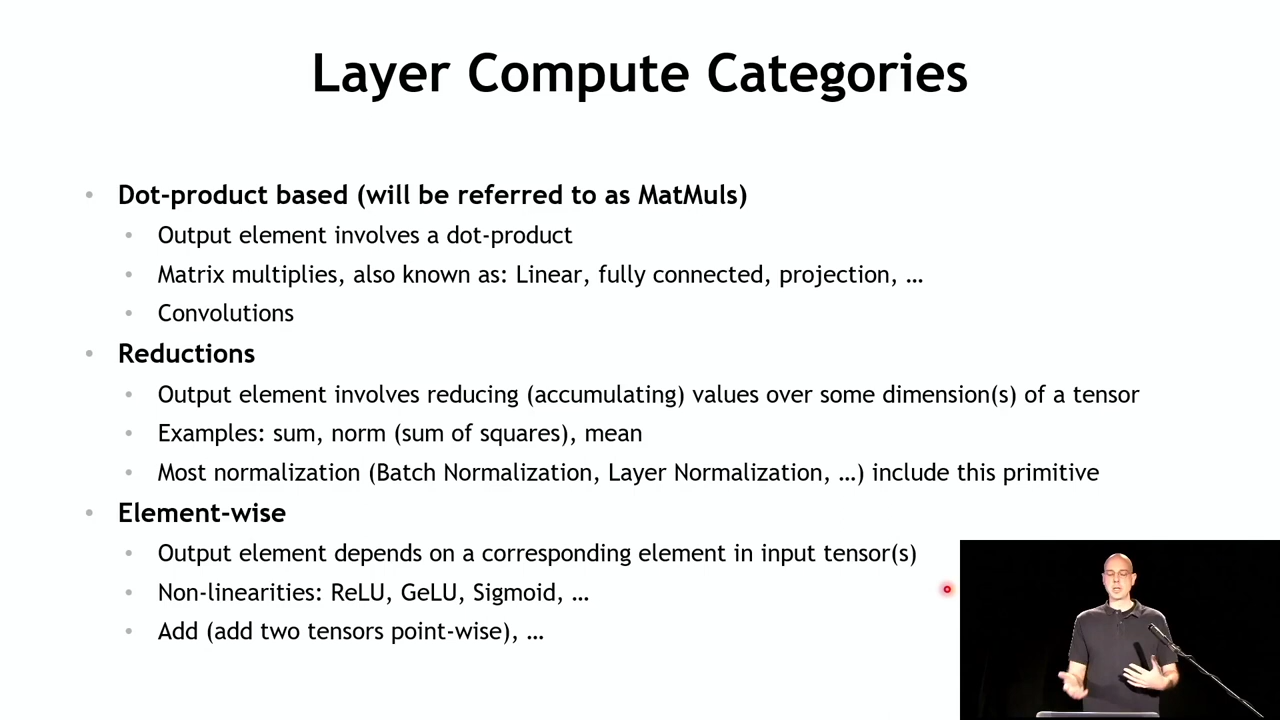 Layer Compute Categories
• Dot-product based (will be referred to as MatMuls)
• Output element involves a dot-product
• Matrix multiplies, also known as: Linear, fully connected, projection, …
• Convolutions
• Reductions
• Output element involves reducing (accumulating) values over some dimension(s) of a tensor
• Examples: sum, norm (sum of squares), mean
• Most normalization (Batch Normalization, Layer Normalization, …) include this primitive
• Element-wise
• Output element depends on a corresponding element in input tensor(s)
• Non-linearities: ReLU, GeLU, Sigmoid, …
• Add (add two tensors point-wise), …